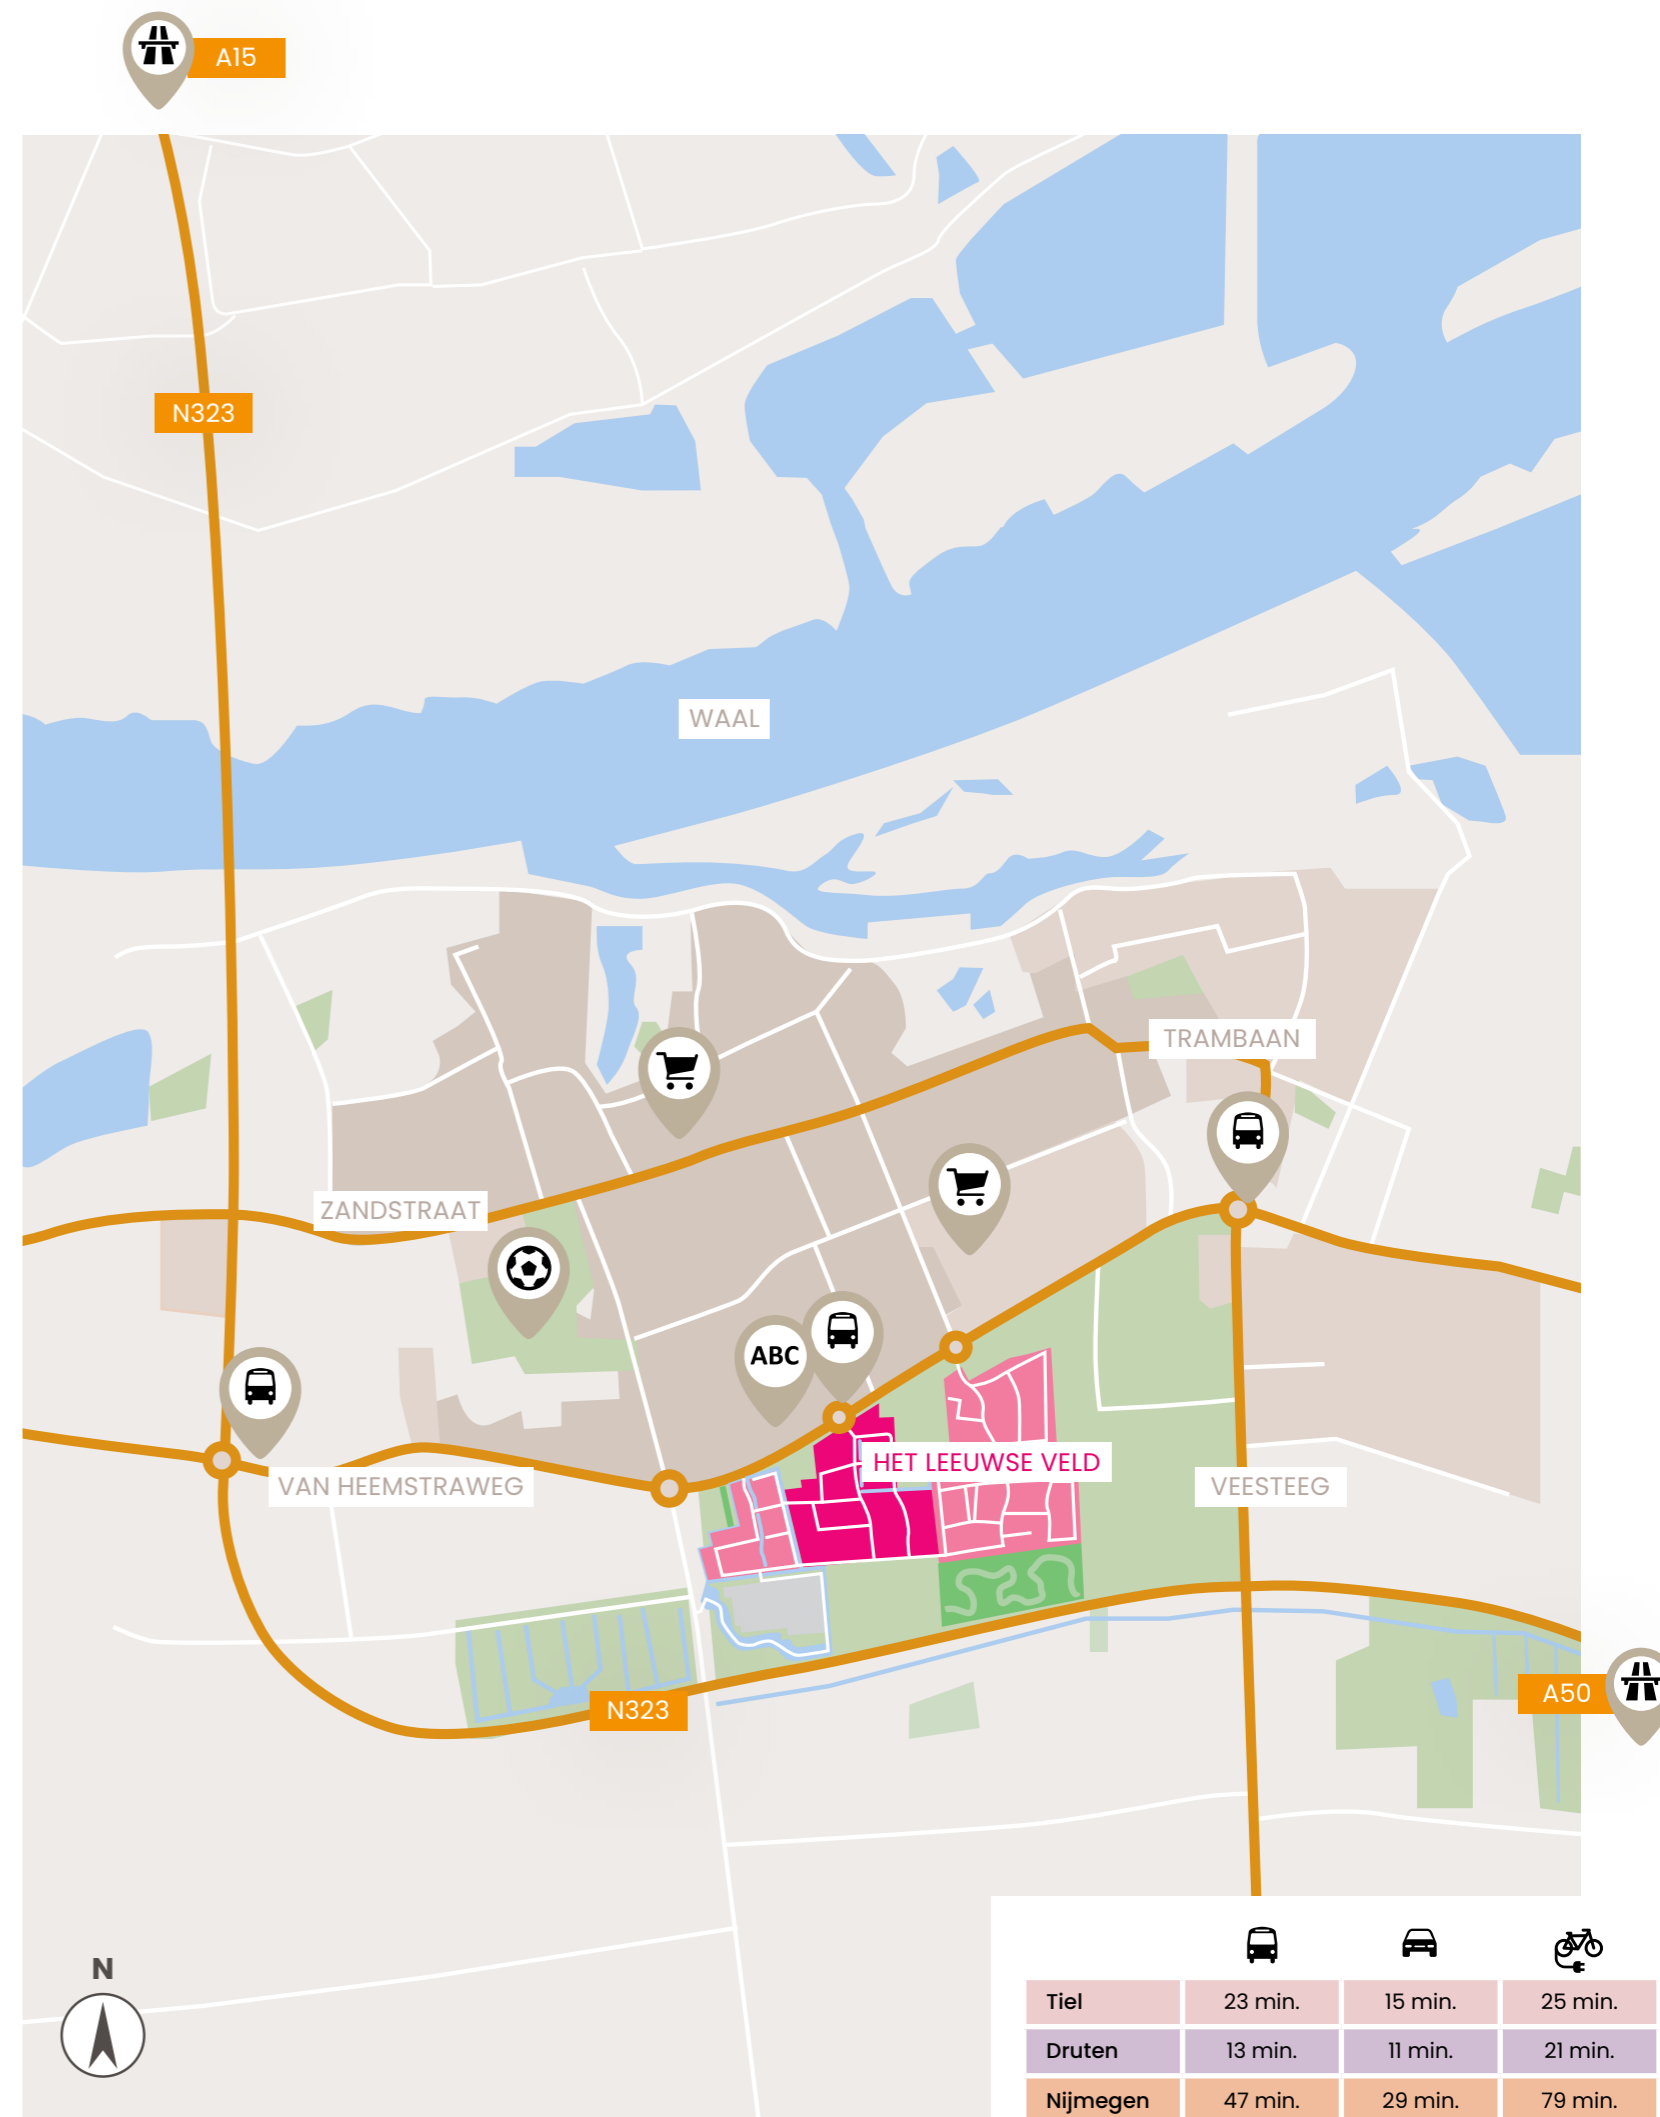 A15
N323
WAAL
TRAMBAAN
ZANDSTRAAT
ABC
HET LEEUWSE VELD
VAN HEEMSTRAWEG
VEESTEEG
A50
N323
N
Tiel 23 min. 15 min. 25 min.
Druten 13 min. 11 min. 21 min.
Nijmegen 47 min. 29 min. 79 min.